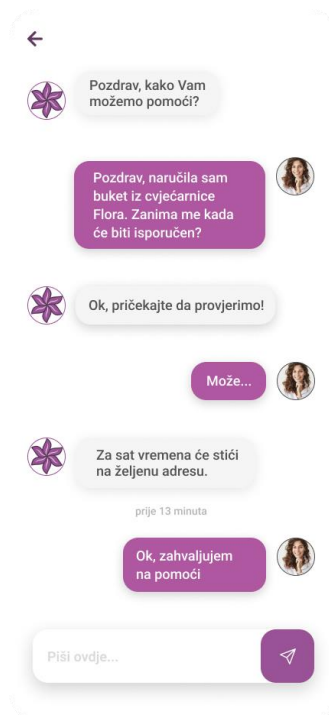 Pozdrav, kako Vam
možemo pomoći?
Pozdrav, naručila sam
buket iz cvjećarnice
Flora. Zanima me kada
će biti isporučen?
Ok, pričekajte da provjerimo!
Može...
Za sat vremena će stići
na željenu adresu.
prije 13 minuta
Ok, zahvaljujem
na pomoći
Piši ovdje...